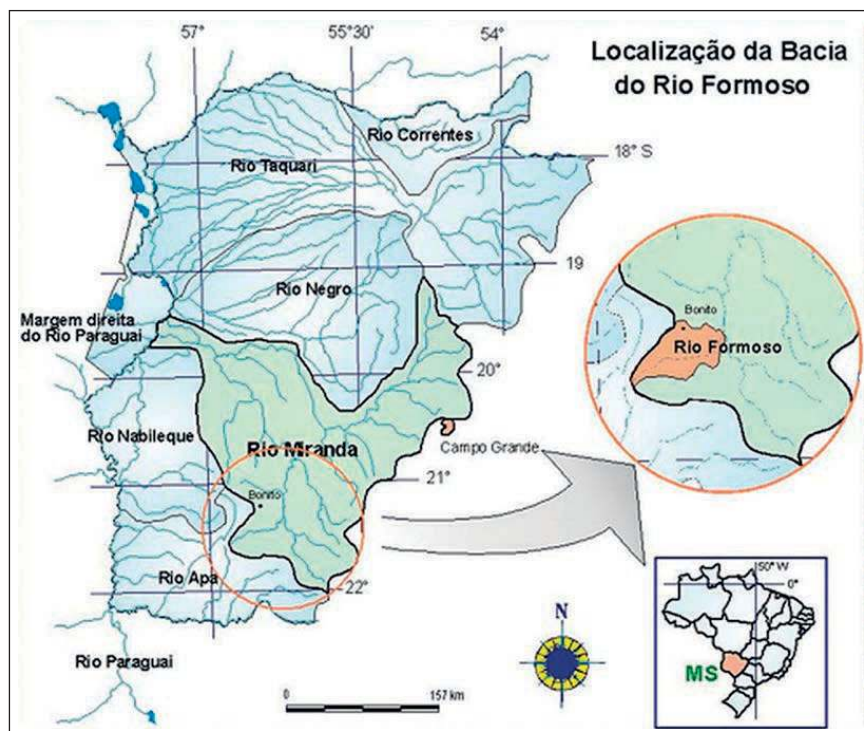 57°
55°30'
54°
Localização da Bacia
do Rio Formoso
Rio Correntes
Rio Taquari
18° S
19
Rio Negro
Margem direita
do Rio Paraguai
Bonito
Rio Formoso
20°
Rio Nabileque
Rio Miranda
Campo Grande
21°
Bonito
Rio Apa
22°
50° W
0°
N
Rio Paraguai
MS
0
157 km